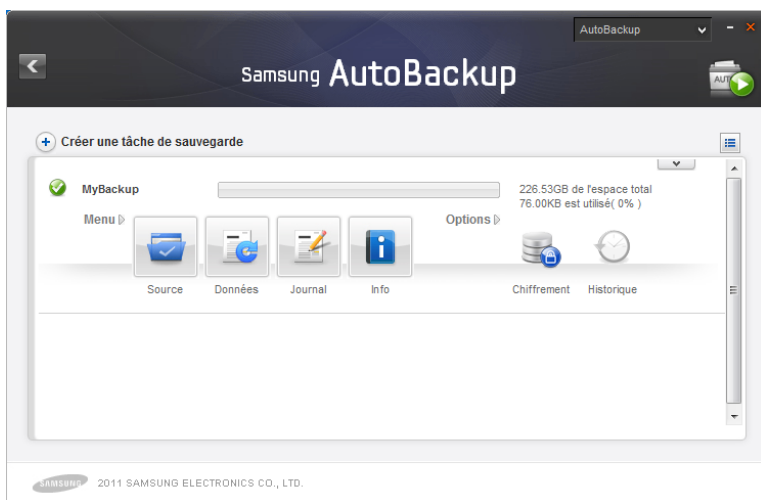 AutoBackup
samsung AutoBackup
AUT
Créer une tâche de sauvegarde
MyBackup
226.53GB de l'espace total
76.00KB est utilisé( 0% )
Menu
Options
Source
Données
Journal
Info
Chiffrement
Historique
SAMSUNG 2011 SAMSUNG ELECTRONICS CO., LTD.